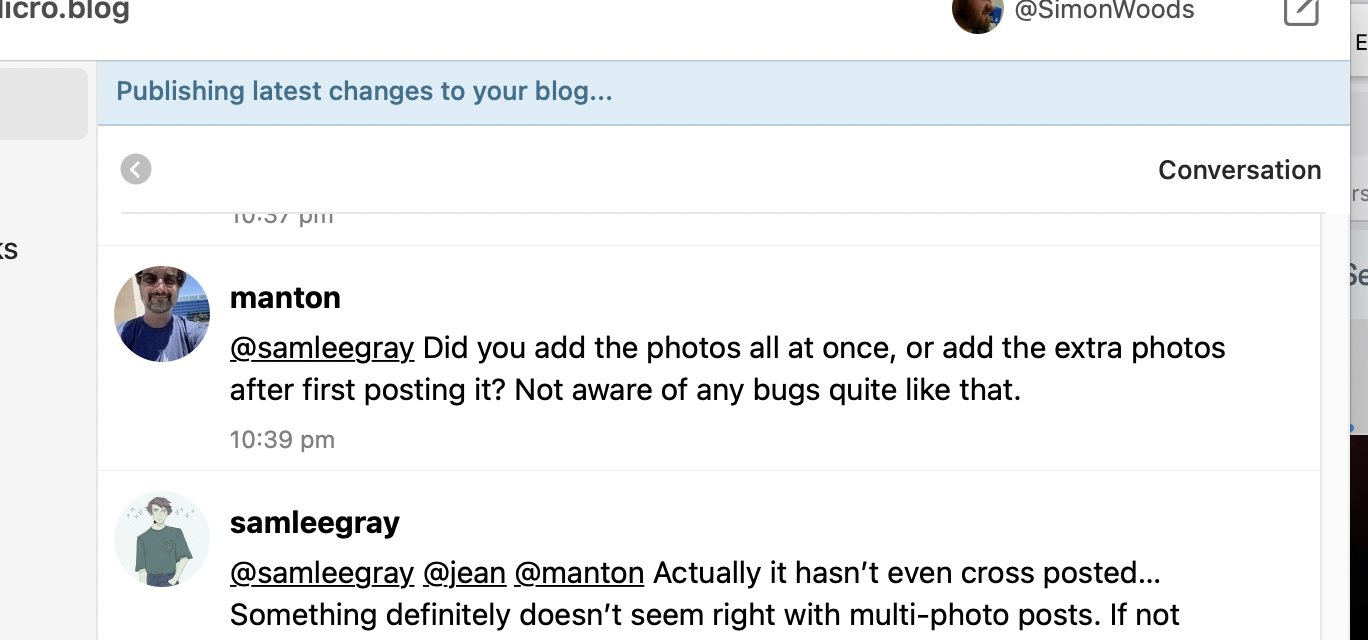 icro.blog
@SimonWoods
E
Publishing latest changes to your blog...
Conversation
rs
10:37 pm
ks
manton
Se
@samleegray Did you add the photos all at once, or add the extra photos
after first posting it? Not aware of any bugs quite like that.
10:39 pm
samleegray
@samleegray @jean @manton Actually it hasn't even cross posted...
Something definitely doesn't seem right with multi-photo posts. If not